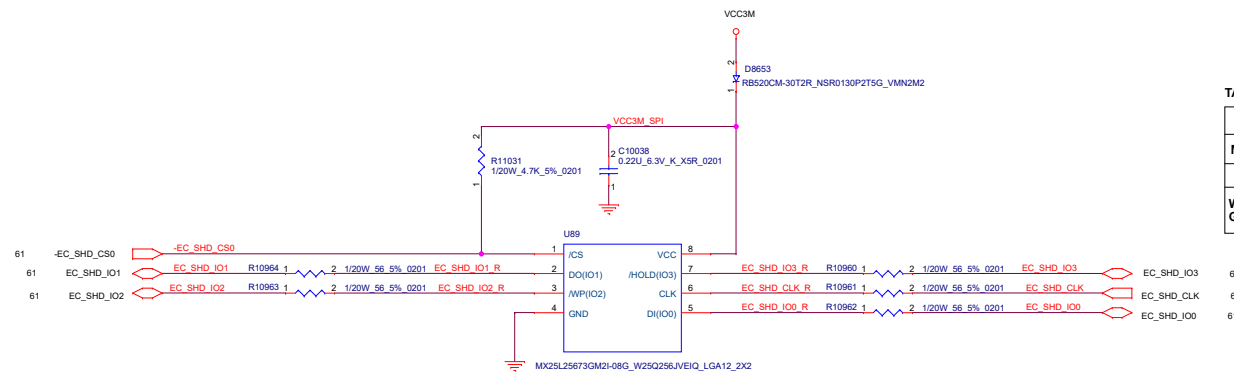 VCC3M
2
D8653
RB520CM-30T2R_NSR0130P2T5G_VMN2M2
1
TA
VCC3M_SPI
2
R11031
1/20W_4.7K_5%_0201
1
2
C10038
0.22U_6.3V_K_X5R_0201
1
N
W
G
U89
61 -EC_SHD_CS0 -EC_SHD_CS0 1 /CS VCC 8
61 EC_SHD_IO1 EC_SHD_IO1 R10964 1 2 1/20W_56_5%_0201 EC_SHD_IO1_R 2 DO(IO1) /HOLD(IO3) 7 EC_SHD_IO3_R R10960 1 2 1/20W_56_5%_0201 EC_SHD_IO3 EC_SHD_IO3 6
61 EC_SHD_IO2 EC_SHD_IO2 R10963 1 2 1/20W_56_5%_0201 EC_SHD_IO2_R 3 /WP(IO2) CLK 6 EC_SHD_CLK_R R10961 1 2 1/20W_56_5%_0201 EC_SHD_CLK EC_SHD_CLK 6
4 GND DI(IO0) 5 EC_SHD_IO0_R R10962 1 2 1/20W_56_5%_0201 EC_SHD_IO0 EC_SHD_IO0 61
MX25L25673GM2I-08G_W25Q256JVEIQ_LGA12_2X2